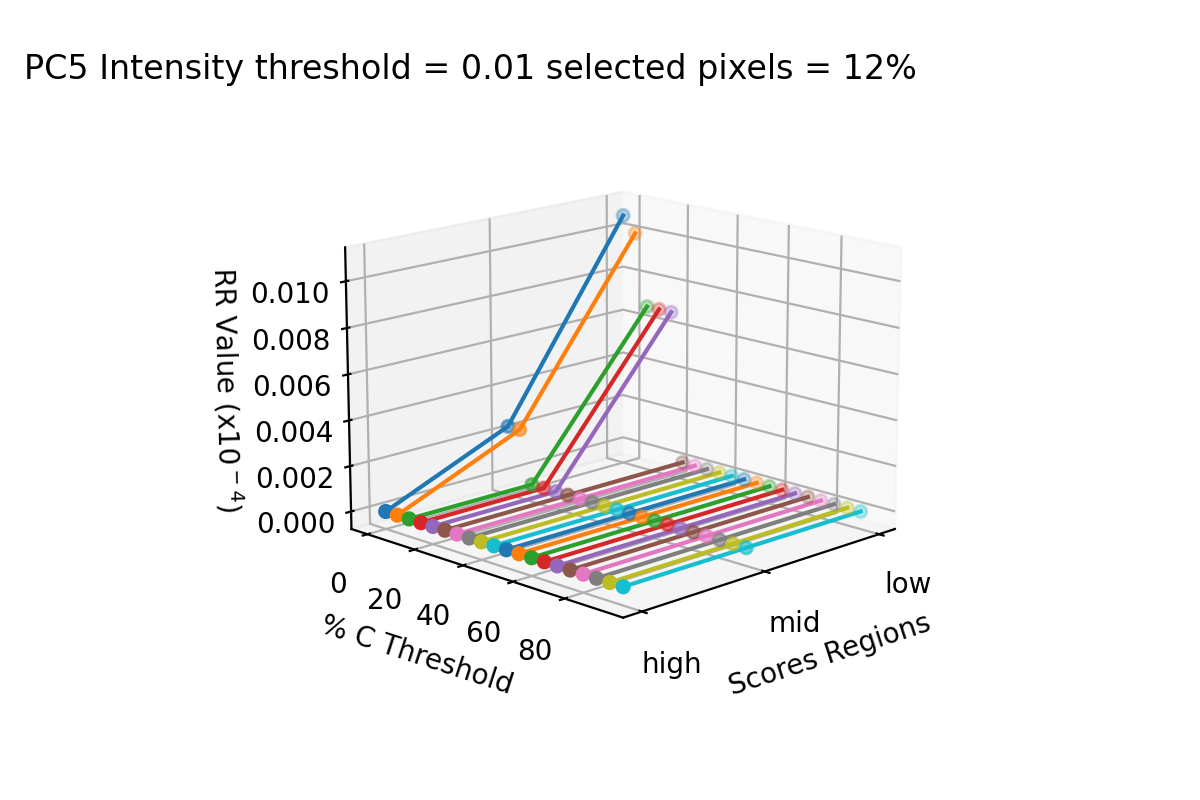 PC5 Intensity threshold = 0.01 selected pixels = 12%
RR Value (x10⁻⁴)
0.010
0.008
0.006
0.004
0.002
0.000
0
20
40
60
80
% C Threshold
high
mid
low
Scores Regions